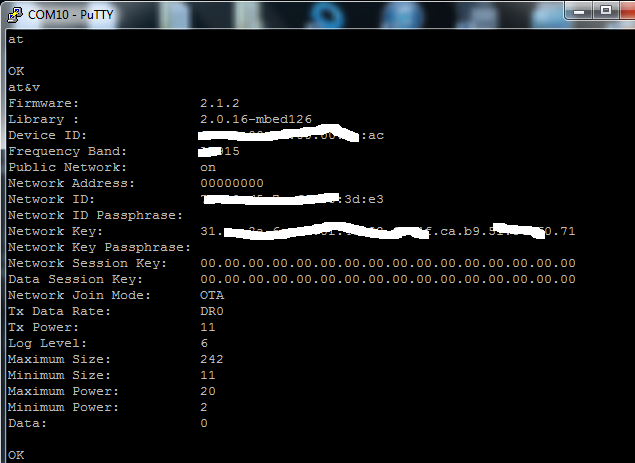 COM10 - PuTTY
at
OK
at&v
Firmware: 2.1.2
Library : 2.0.16-mbed126
Device ID: :ac
Frequency Band: 915
Public Network: on
Network Address: 00000000
Network ID: :3d:e3
Network ID Passphrase:
Network Key: 31. f.ca.b9. 0.71
Network Key Passphrase:
Network Session Key: 00.00.00.00.00.00.00.00.00.00.00.00.00.00.00.00
Data Session Key: 00.00.00.00.00.00.00.00.00.00.00.00.00.00.00.00
Network Join Mode: OTA
Tx Data Rate: DR0
Tx Power: 11
Log Level: 6
Maximum Size: 242
Minimum Size: 11
Maximum Power: 20
Minimum Power: 2
Data: 0
OK